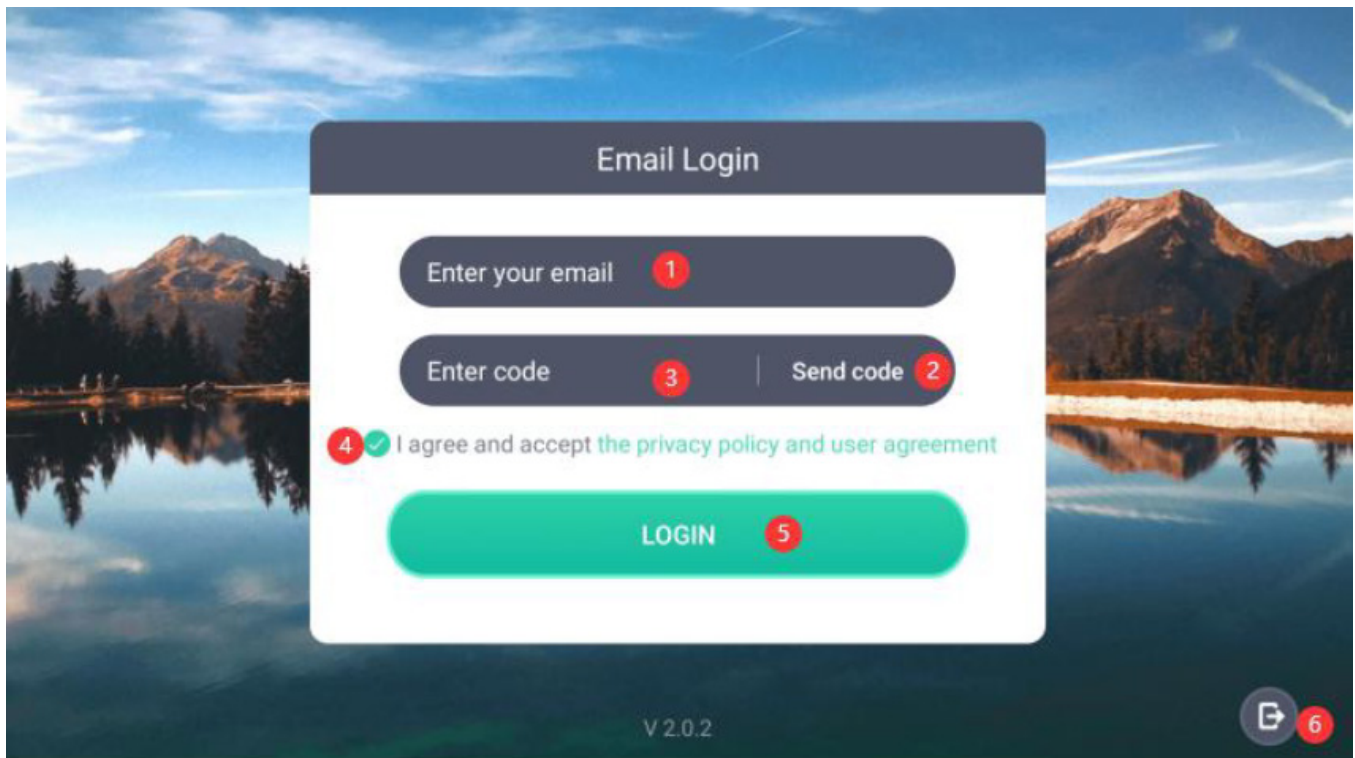 Email Login
Enter your email 1
Enter code 3 Send code 2
4 I agree and accept the privacy policy and user agreement
LOGIN 5
V 2.0.2
6